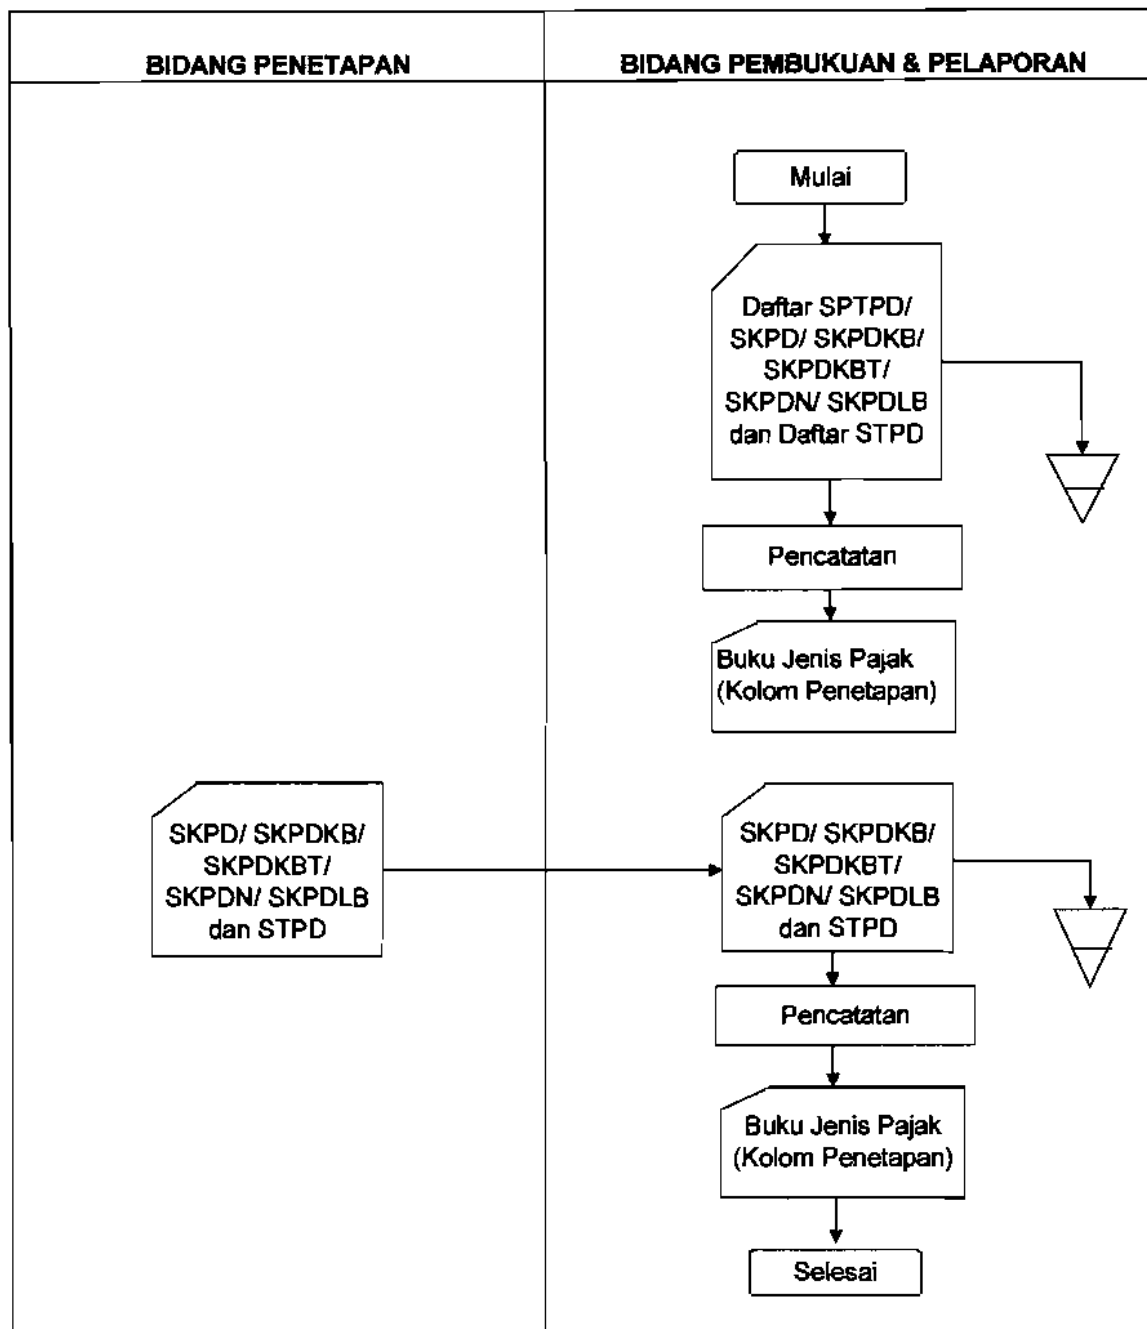 BIDANG PENETAPAN
BIDANG PEMBUKUAN & PELAPORAN
Mulai
Daftar SPTPD/
SKPD/ SKPDKB/
SKPDKBT/
SKPDN/ SKPDLB
dan Daftar STPD
Pencatatan
Buku Jenis Pajak
(Kolom Penetapan)
SKPD/ SKPDKB/
SKPDKBT/
SKPDN/ SKPDLB
dan STPD
SKPD/ SKPDKB/
SKPDKBT/
SKPDN/ SKPDLB
dan STPD
Pencatatan
Buku Jenis Pajak
(Kolom Penetapan)
Selesai